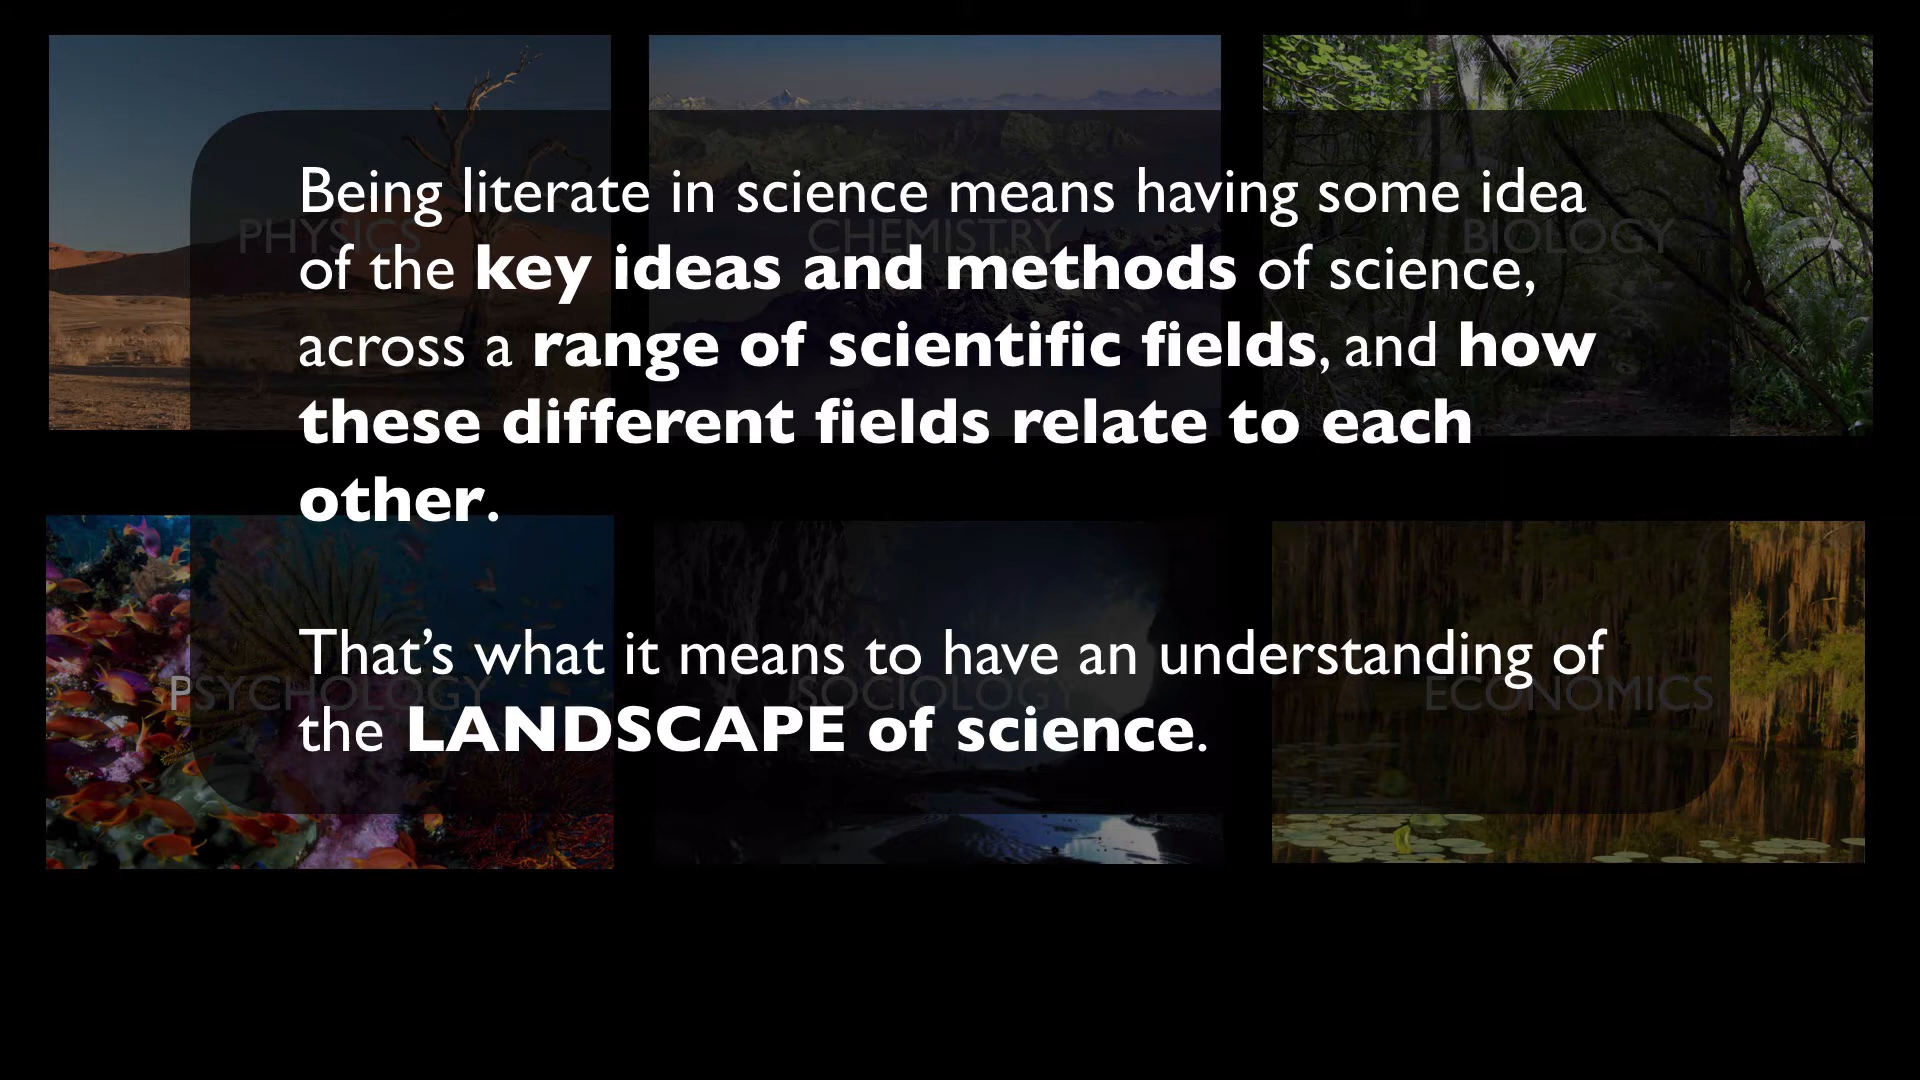 PHYSICS
CHEMISTRY
BIOLOGY
Being literate in science means having some idea
of the key ideas and methods of science,
across a range of scientific fields, and how
these different fields relate to each
other.
That’s what it means to have an understanding of
the LANDSCAPE of science.
PSYCHOLOGY
SOCIOLOGY
ECONOMICS